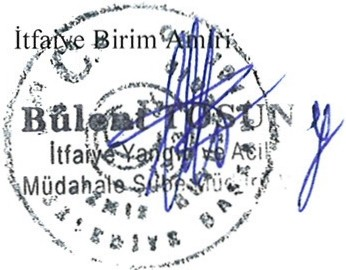 İtfaiye Birim Amiri
Bülent TOSUN
İtfaiye Yangın ve Acil
Müdahale Şube Müdürü